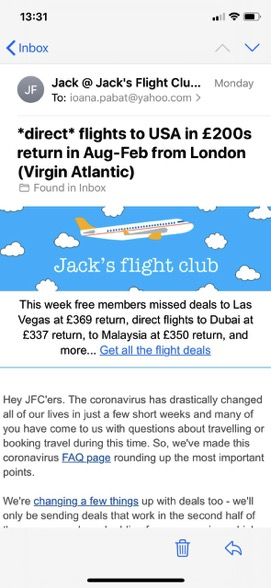 13:31
Inbox
JF
Jack @ Jack's Flight Clu... Monday
To: ioana.pabat@yahoo.com
*direct* flights to USA in £200s
return in Aug-Feb from London
(Virgin Atlantic)
Found in Inbox
Jack's flight club
This week free members missed deals to Las
Vegas at £369 return, direct flights to Dubai at
£337 return, to Malaysia at £350 return, and
more... Get all the flight deals
Hey JFC'ers. The coronavirus has drastically changed
all of our lives in just a few short weeks and many of
you have come to us with questions about travelling or
booking travel during this time. So, we've made this
coronavirus FAQ page rounding up the most important
points.
We're changing a few things up with deals too - we'll
only be sending deals that work in the second half of